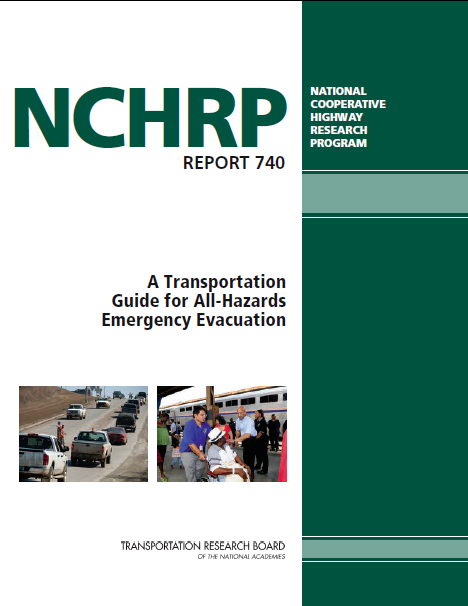 NCHRP
REPORT 740
NATIONAL
COOPERATIVE
HIGHWAY
RESEARCH
PROGRAM
A Transportation
Guide for All-Hazards
Emergency Evacuation
TRANSPORTATION RESEARCH BOARD
OF THE NATIONAL ACADEMIES